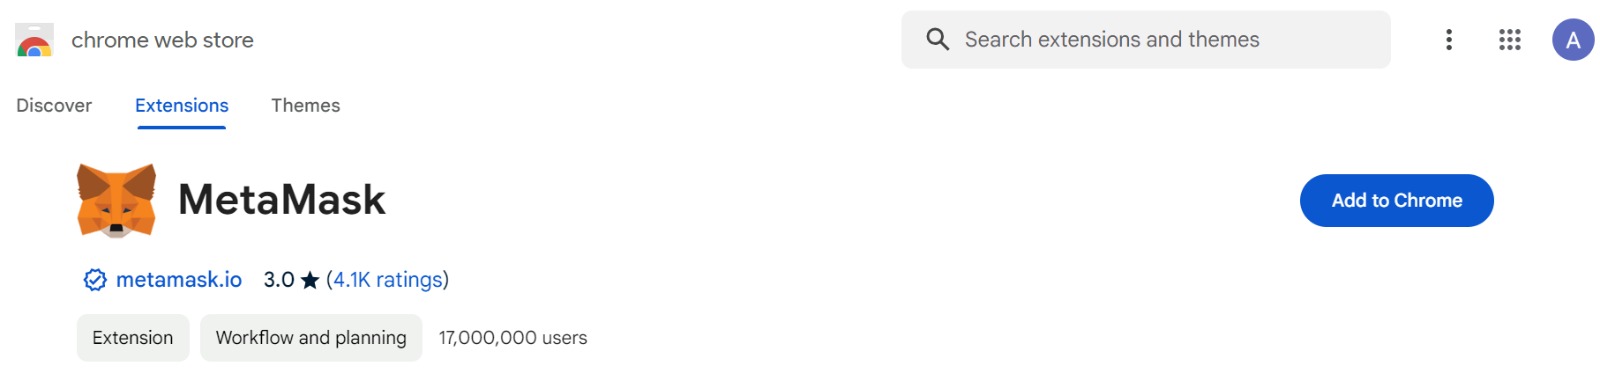 chrome web store
Search extensions and themes
A
Discover Extensions Themes
MetaMask
Add to Chrome
metamask.io 3.0 ★ (4.1K ratings)
Extension Workflow and planning 17,000,000 users